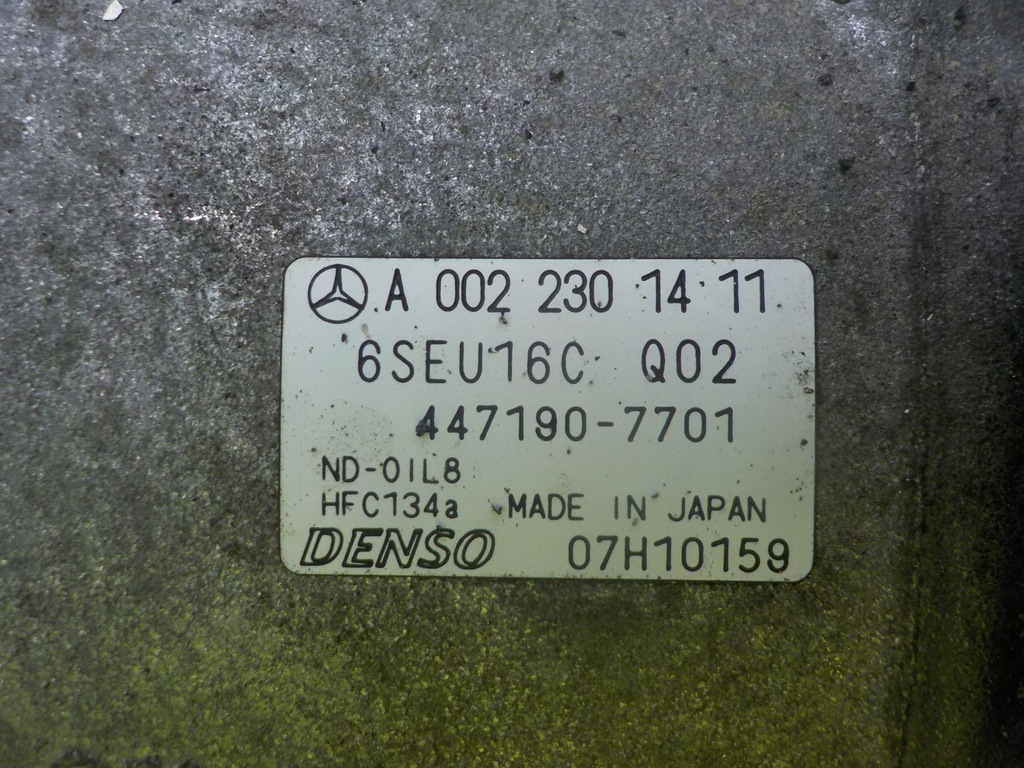 A 002 230 14 11
6SEU16C Q02
447190-7701
ND-OIL8
HFC134a MADE IN JAPAN
DENSO 07H10159